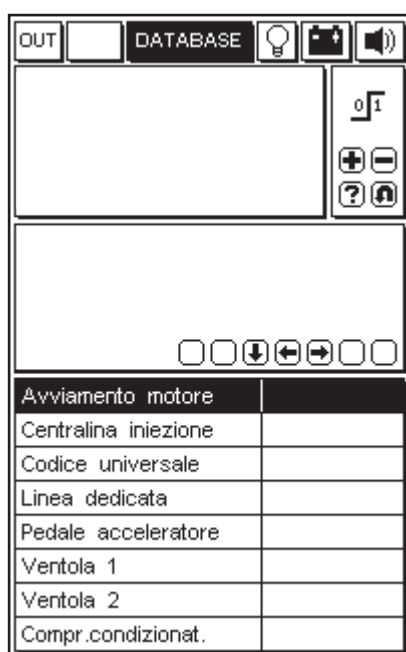 OUT DATABASE
0 1
?
Avviamento motore
Centralina iniezione
Codice universale
Linea dedicata
Pedale acceleratore
Ventola 1
Ventola 2
Compr.condizionat.